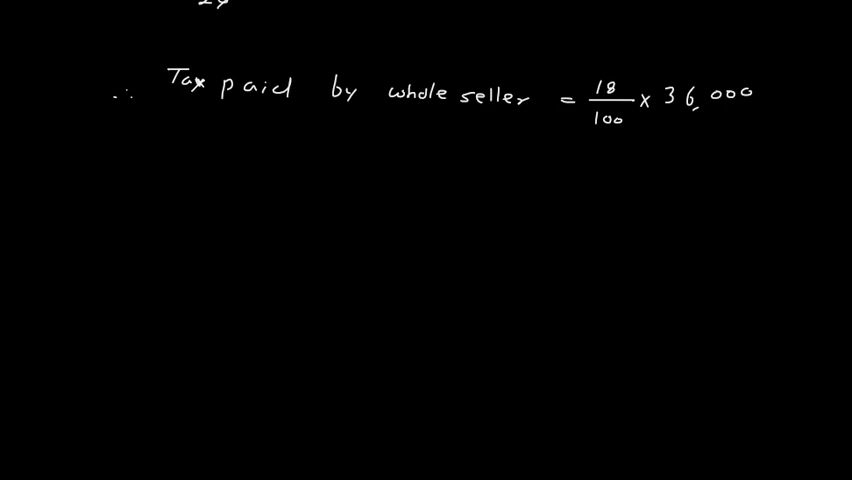 ∴ Tax paid by whole seller = 18/100 x 36,000